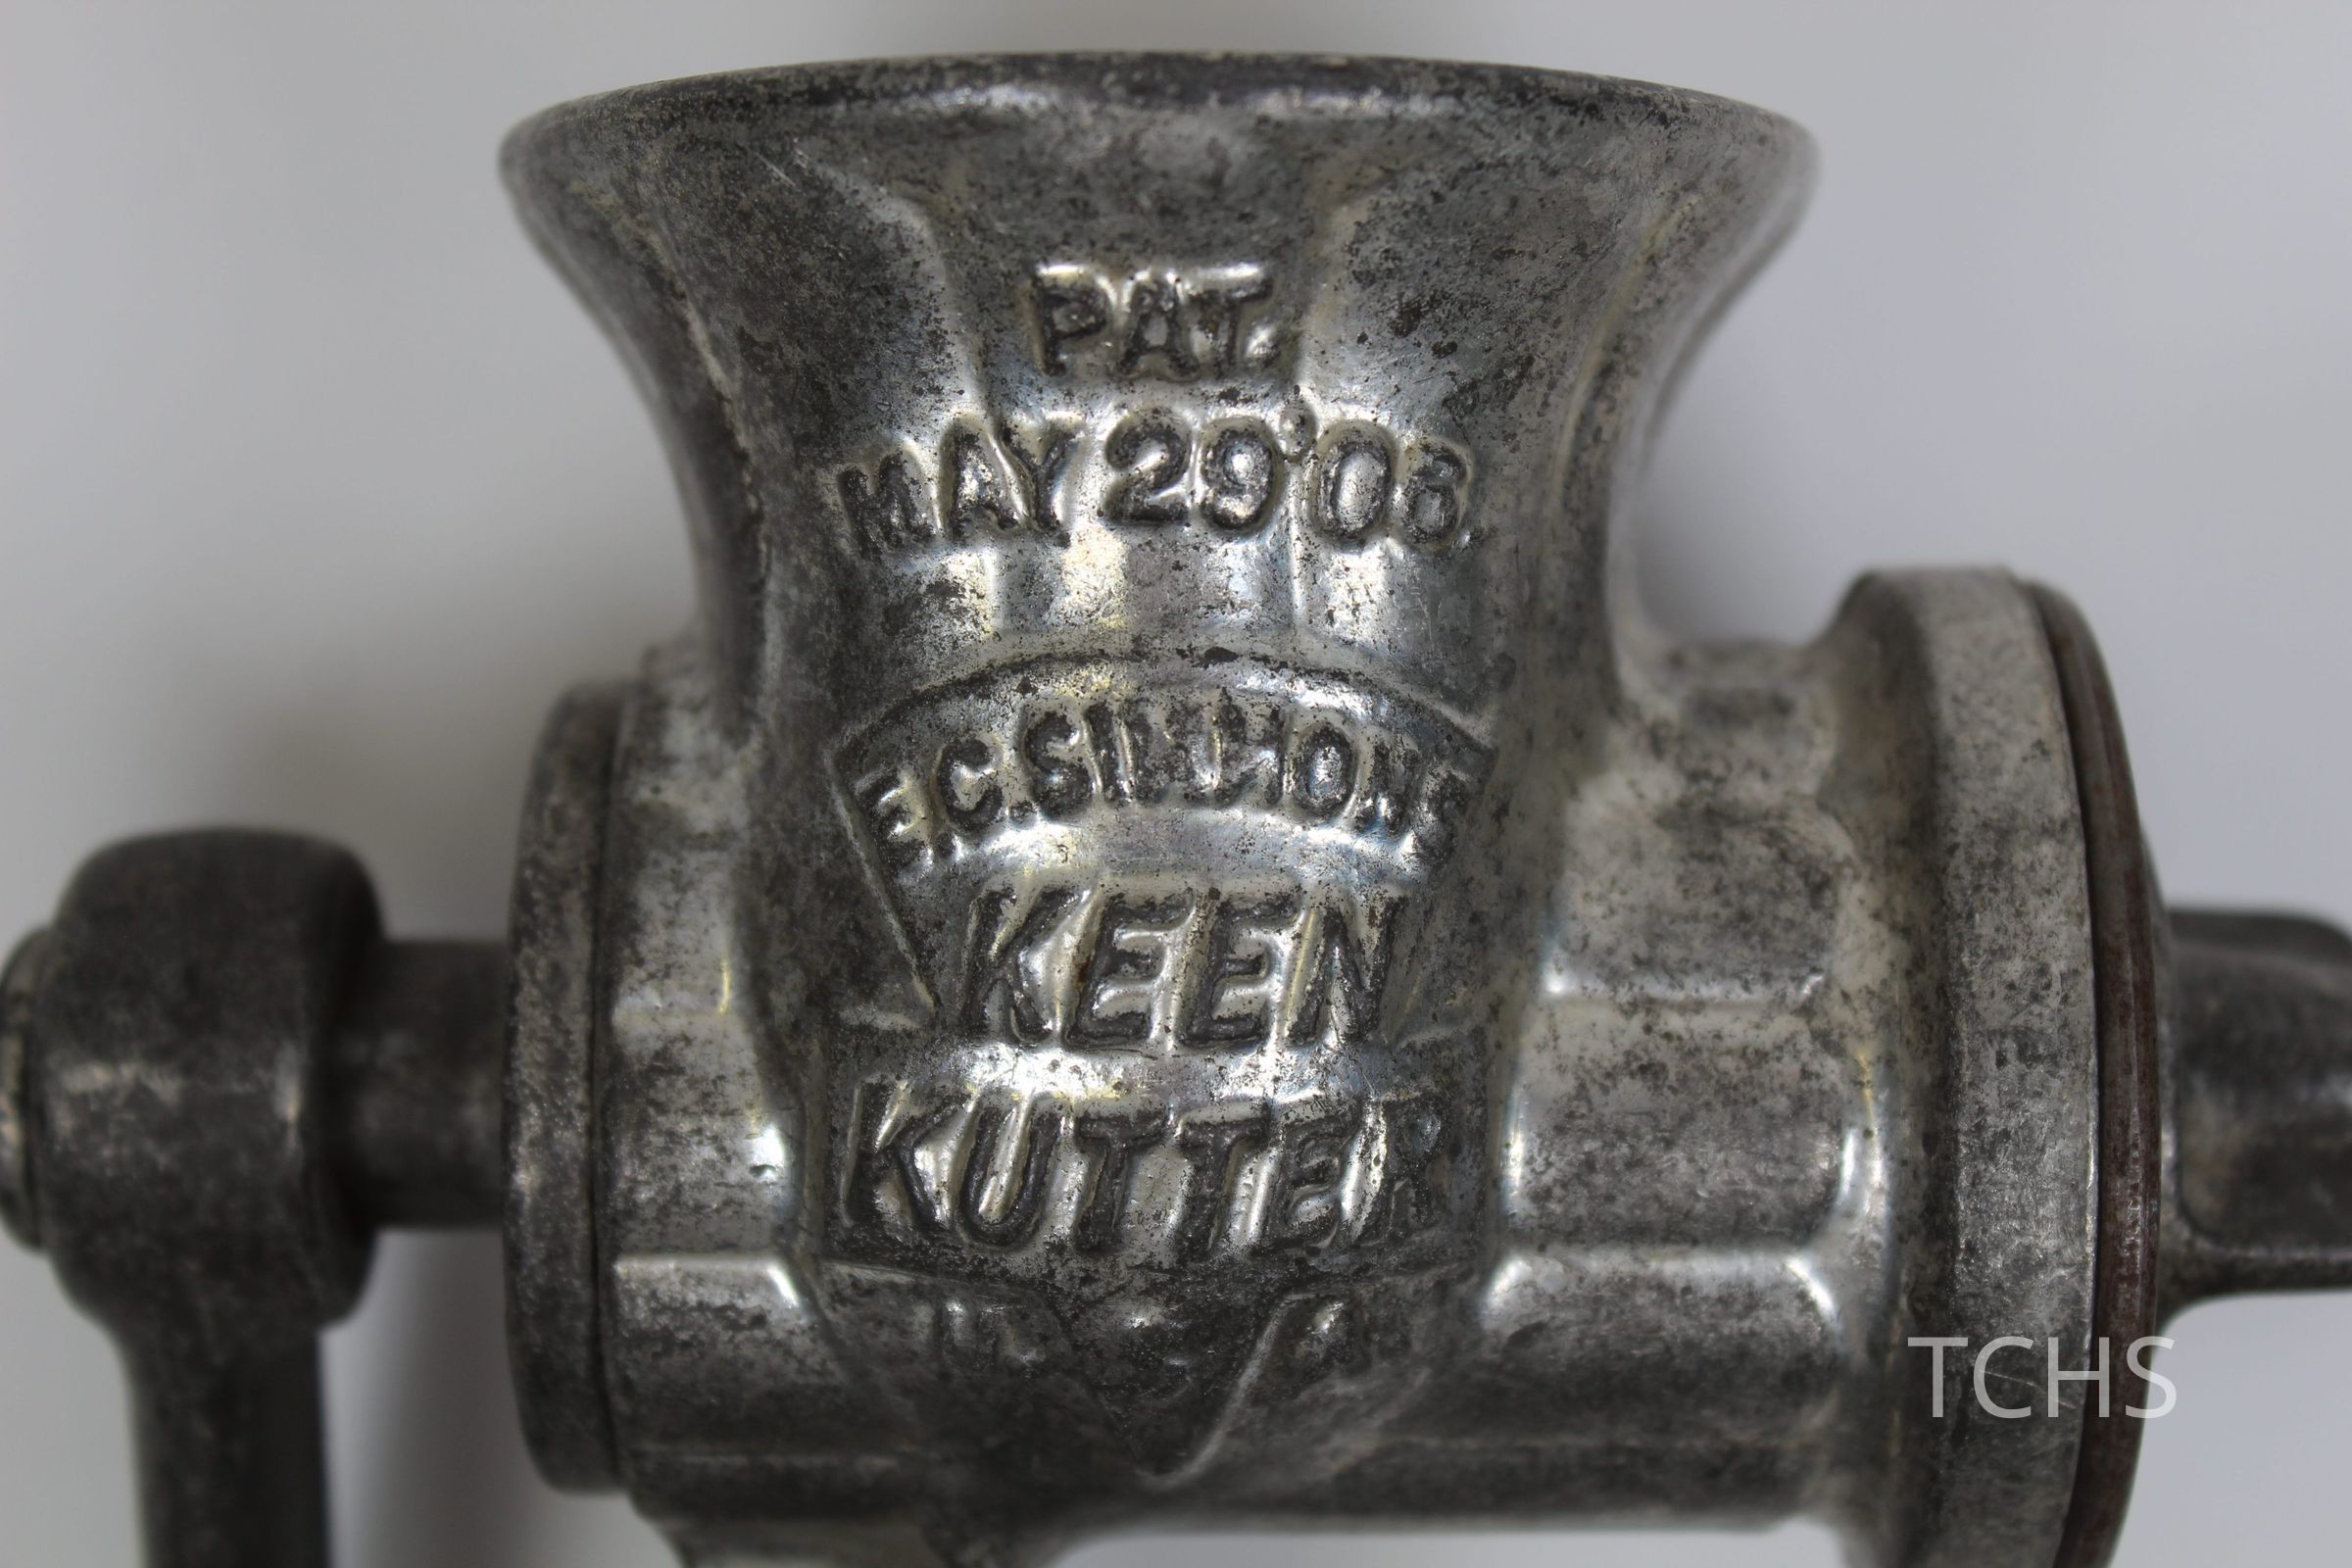 PAT.
MAY 29 '06.
E.C. SIMMONS
KEEN
KUTTER
TCHS